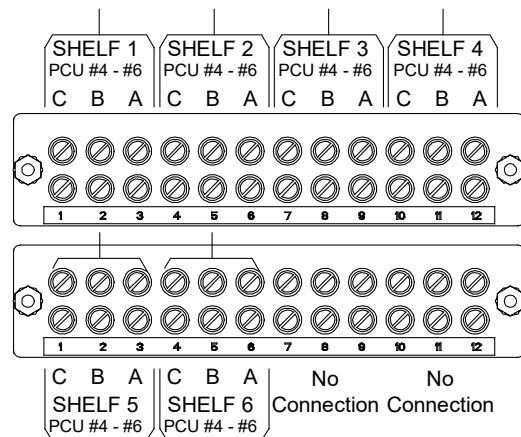 SHELF 1 SHELF 2 SHELF 3 SHELF 4
PCU #4 - #6 PCU #4 - #6 PCU #4 - #6 PCU #4 - #6
C B A C B A C B A C B A
1 2 3 4 5 6 7 8 9 10 11 12
1 2 3 4 5 6 7 8 9 10 11 12
C B A C B A No No
SHELF 5 SHELF 6 Connection Connection
PCU #4 - #6 PCU #4 - #6